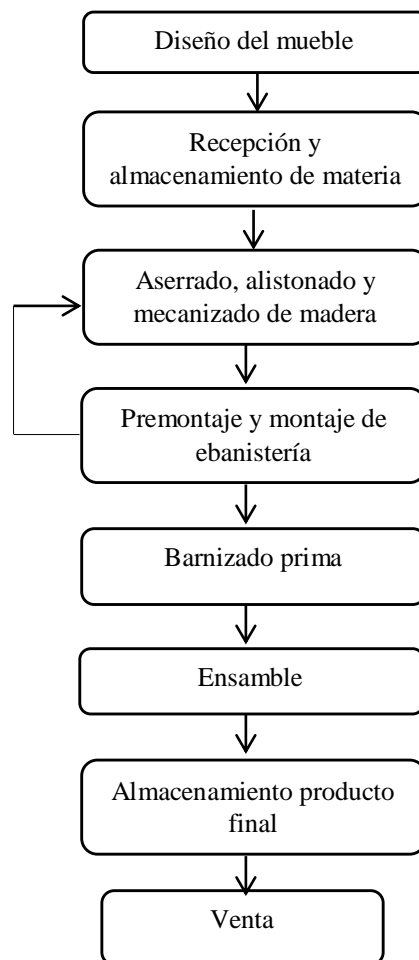 Diseño del mueble
Recepción y
almacenamiento de materia
Aserrado, alistonado y
mecanizado de madera
Premontaje y montaje de
ebanistería
Barnizado prima
Ensamble
Almacenamiento producto
final
Venta